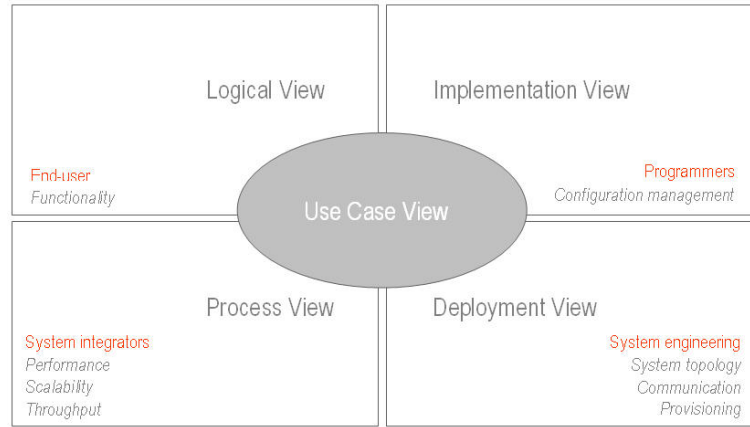 Logical View
Implementation View
End-user
Functionality
Programmers
Configuration management
Use Case View
Process View
Deployment View
System integrators
Performance
Scalability
Throughput
System engineering
System topology
Communication
Provisioning